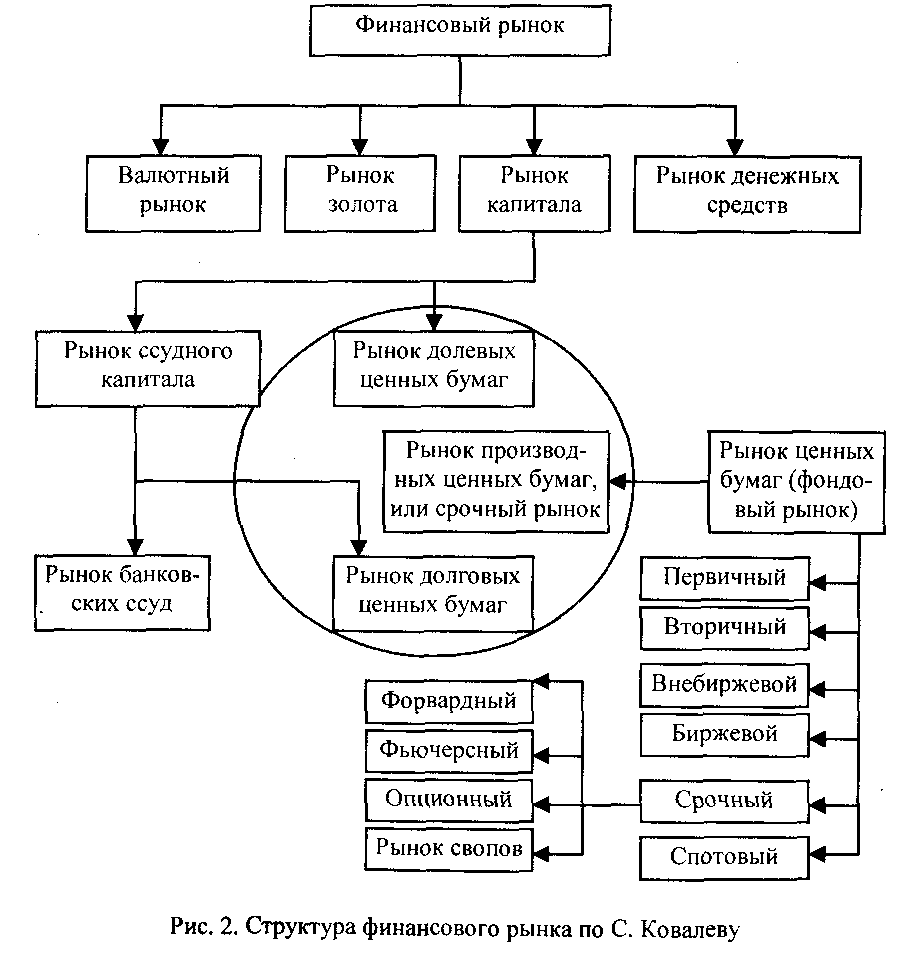 Финансовый рынок
Валютный
рынок
Рынок
золота
Рынок
капитала
Рынок денежных
средств
Рынок ссудного
капитала
Рынок долевых
ценных бумаг
Рынок производ-
ных ценных бумаг,
или срочный рынок
Рынок ценных
бумаг (фондо-
вый рынок)
Рынок банков-
ских ссуд
Рынок долговых
ценных бумаг
Первичный
Вторичный
Внебиржевой
Биржевой
Срочный
Спотовый
Форвардный
Фьючерсный
Опционный
Рынок свопов
Рис. 2. Структура финансового рынка по С. Ковалеву